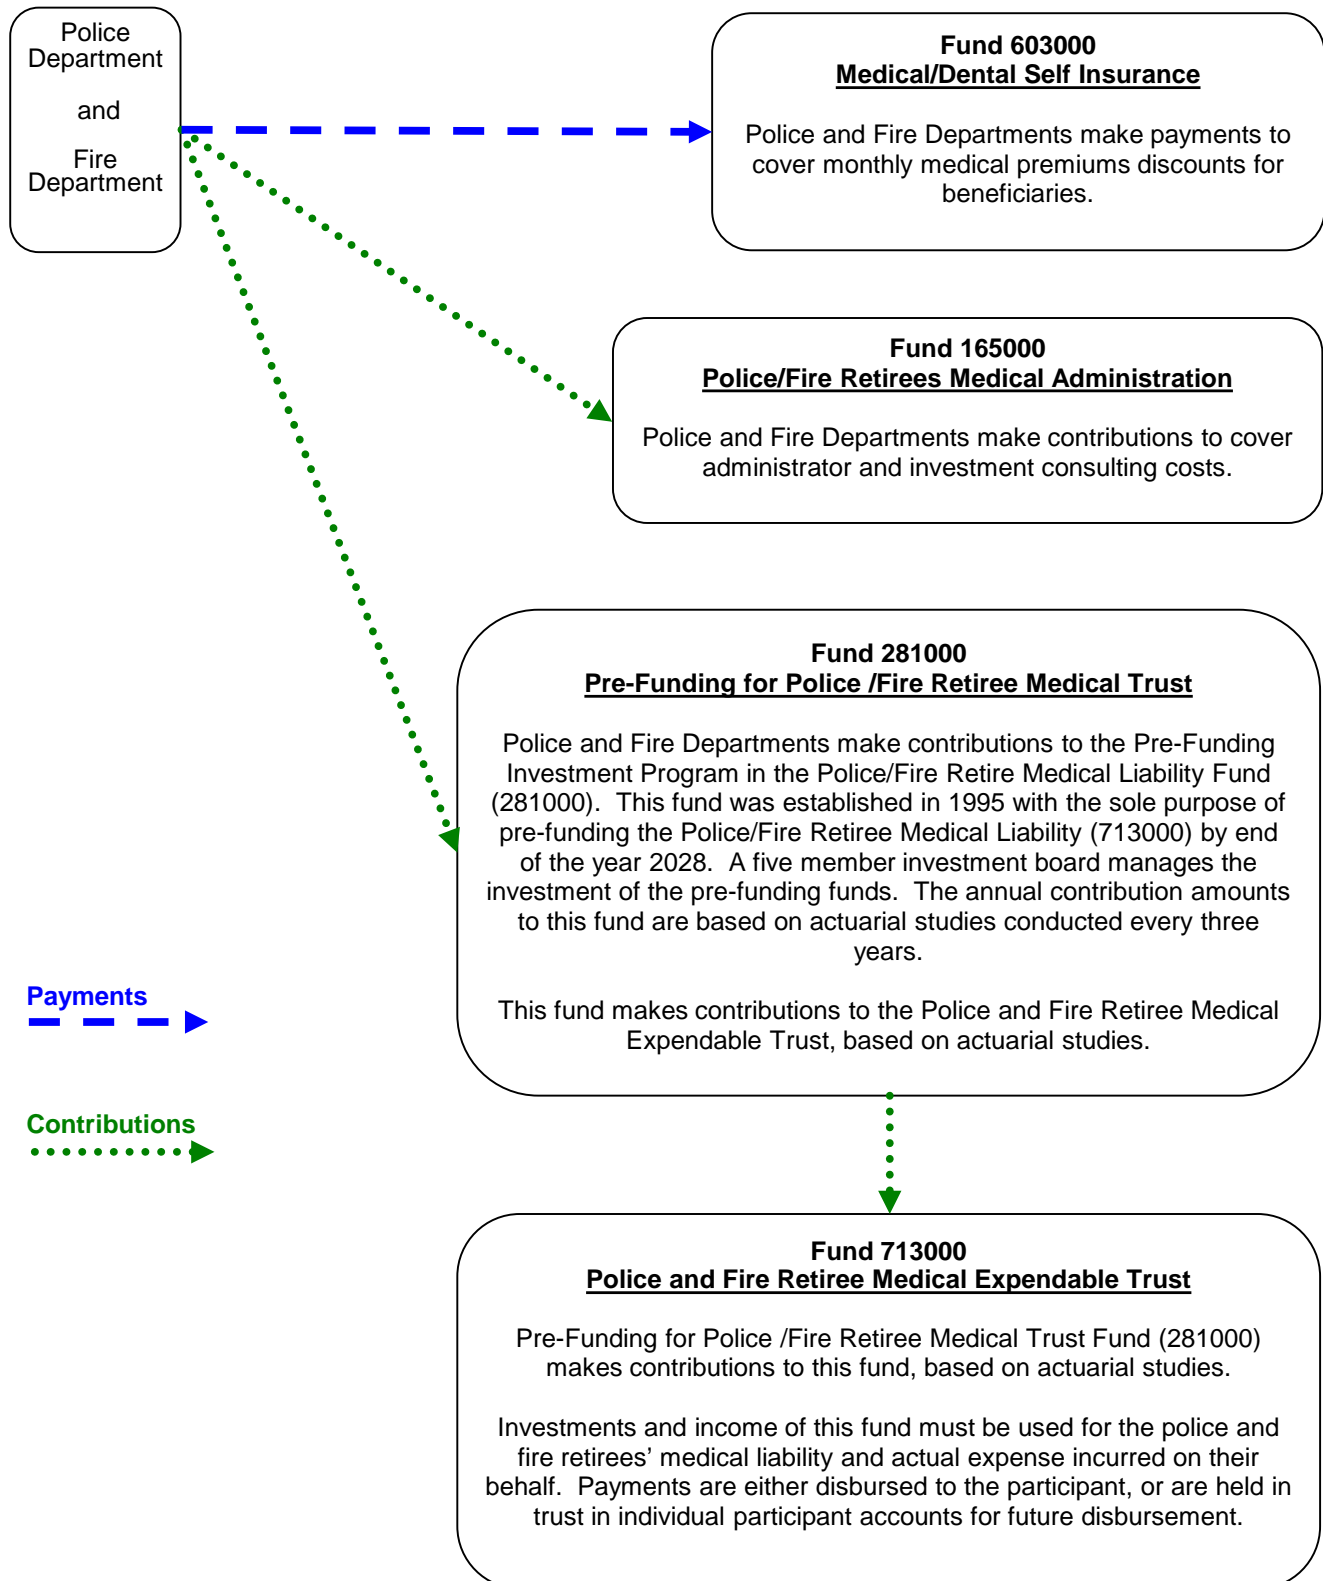 Police
Department
and
Fire
Department
Fund 603000
Medical/Dental Self Insurance
Police and Fire Departments make payments to
cover monthly medical premiums discounts for
beneficiaries.
Fund 165000
Police/Fire Retirees Medical Administration
Police and Fire Departments make contributions to cover
administrator and investment consulting costs.
Fund 281000
Pre-Funding for Police /Fire Retiree Medical Trust
Police and Fire Departments make contributions to the Pre-Funding
Investment Program in the Police/Fire Retire Medical Liability Fund
(281000).  This fund was established in 1995 with the sole purpose of
pre-funding the Police/Fire Retiree Medical Liability (713000) by end
of the year 2028.  A five member investment board manages the
investment of the pre-funding funds.  The annual contribution amounts
to this fund are based on actuarial studies conducted every three
years.
This fund makes contributions to the Police and Fire Retiree Medical
Expendable Trust, based on actuarial studies.
Payments
Contributions
Fund 713000
Police and Fire Retiree Medical Expendable Trust
Pre-Funding for Police /Fire Retiree Medical Trust Fund (281000)
makes contributions to this fund, based on actuarial studies.
Investments and income of this fund must be used for the police and
fire retirees’ medical liability and actual expense incurred on their
behalf.  Payments are either disbursed to the participant, or are held in
trust in individual participant accounts for future disbursement.